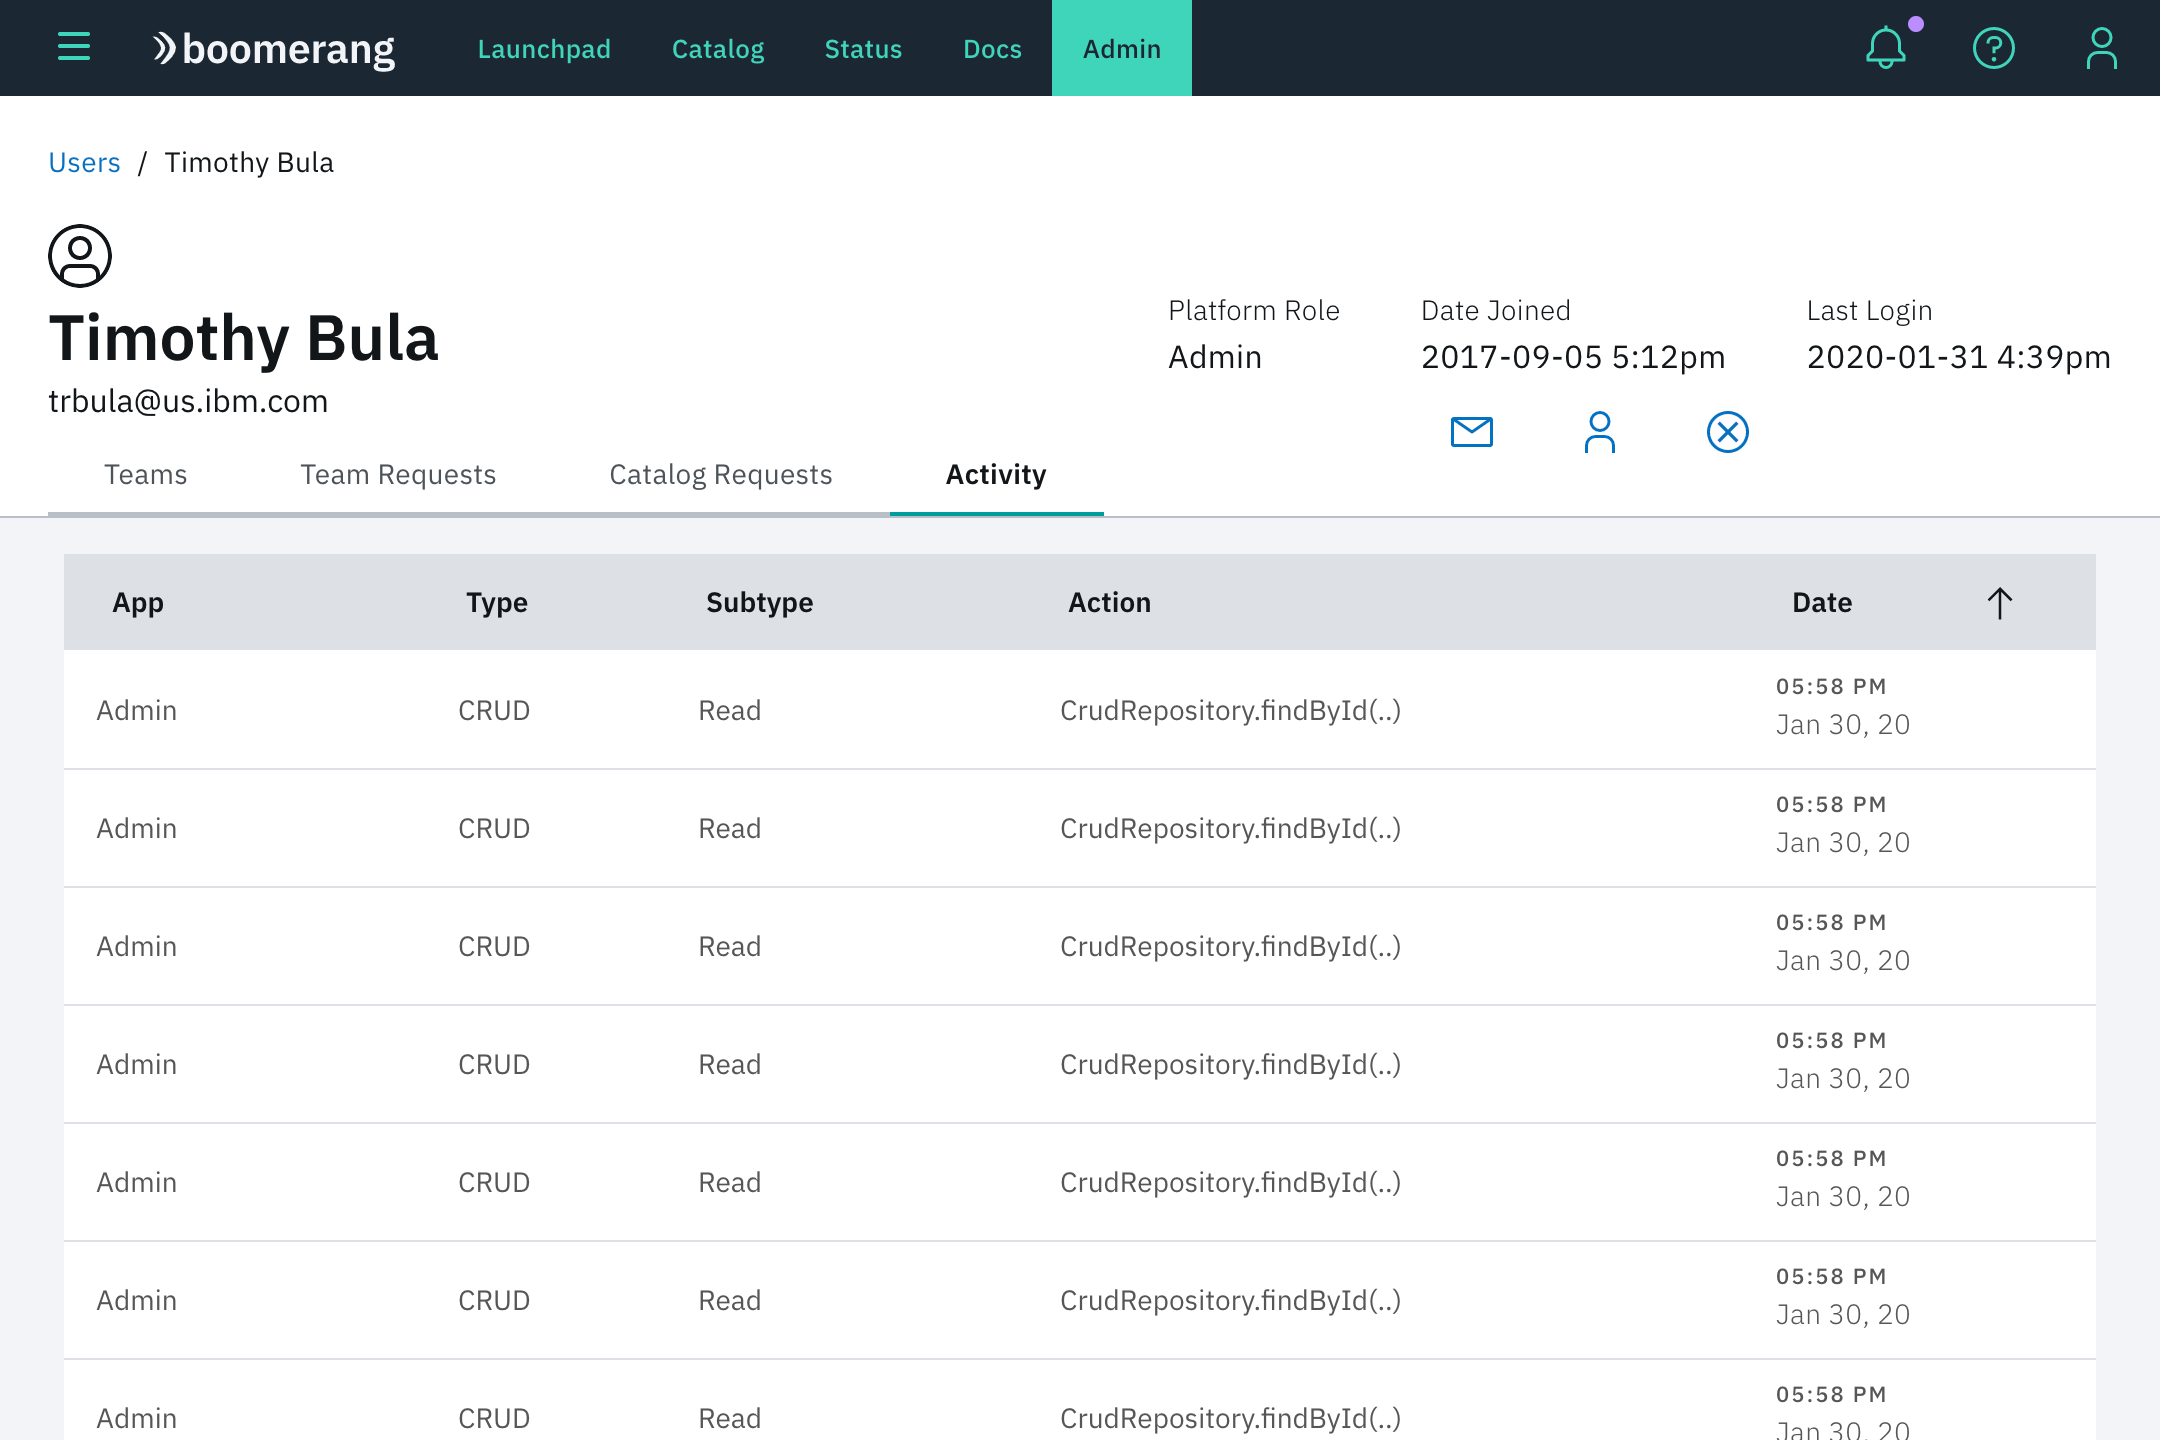 boomerang Launchpad Catalog Status Docs Admin
Users / Timothy Bula
Timothy Bula
trbula@us.ibm.com
Platform Role Date Joined Last Login
Admin 2017-09-05 5:12pm 2020-01-31 4:39pm
Teams Team Requests Catalog Requests Activity
App Type Subtype Action Date
Admin CRUD Read CrudRepository.findById(..) 05:58 PM
Jan 30, 20
Admin CRUD Read CrudRepository.findById(..) 05:58 PM
Jan 30, 20
Admin CRUD Read CrudRepository.findById(..) 05:58 PM
Jan 30, 20
Admin CRUD Read CrudRepository.findById(..) 05:58 PM
Jan 30, 20
Admin CRUD Read CrudRepository.findById(..) 05:58 PM
Jan 30, 20
Admin CRUD Read CrudRepository.findById(..) 05:58 PM
Jan 30, 20
Admin CRUD Read CrudRepository.findById(..) 05:58 PM
Jan 30, 20